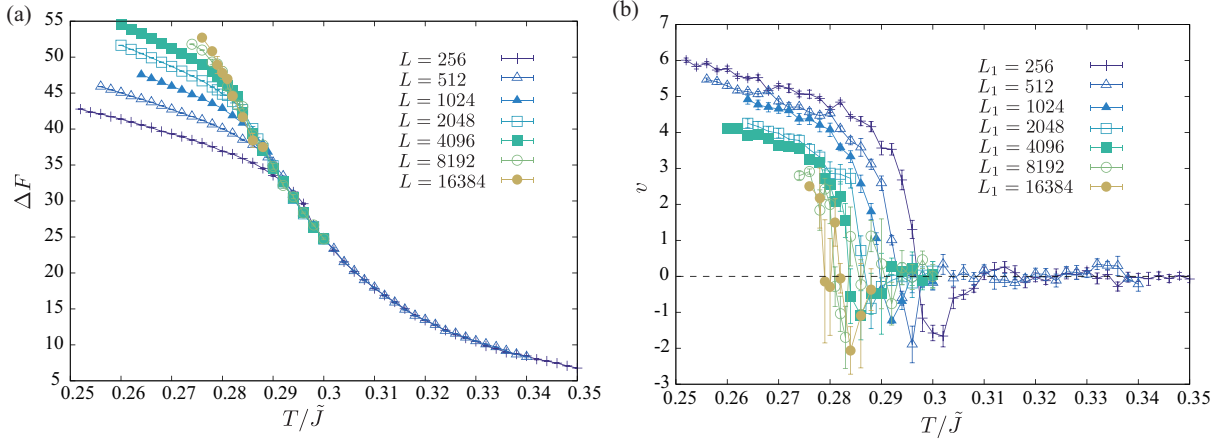 (a)
55
50
45
40
35
30
25
20
15
10
5
ΔF
0.25
0.26
0.27
0.28
0.29
0.30
0.31
0.32
0.33
0.34
0.35
T/J̃
L = 256
L = 512
L = 1024
L = 2048
L = 4096
L = 8192
L = 16384
(b)
7
6
5
4
3
2
1
0
-1
-2
-3
v
0.25
0.26
0.27
0.28
0.29
0.30
0.31
0.32
0.33
0.34
0.35
T/J̃
L₁ = 256
L₁ = 512
L₁ = 1024
L₁ = 2048
L₁ = 4096
L₁ = 8192
L₁ = 16384